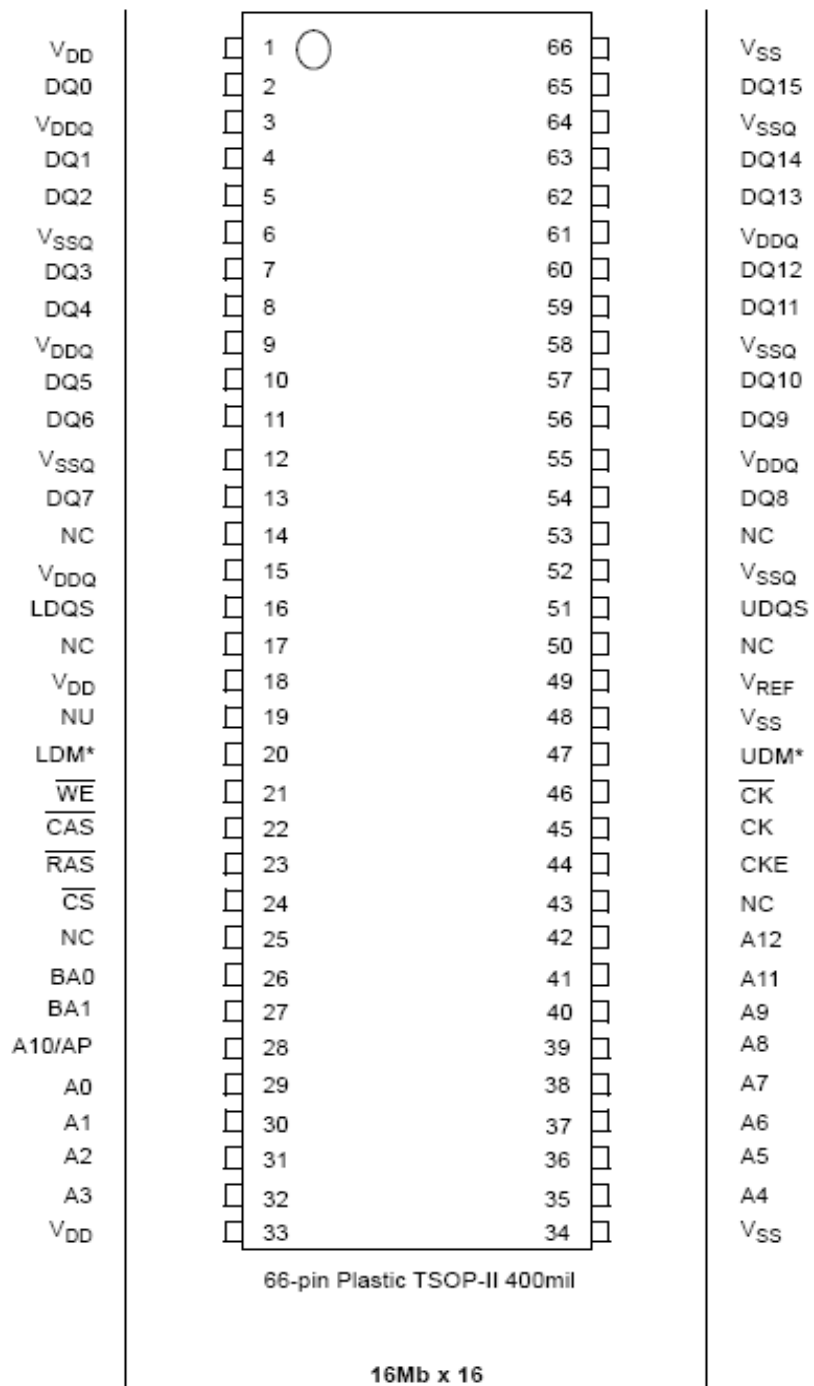 VDD 1 66 VSS
DQ0 2 65 DQ15
VDDQ 3 64 VSSQ
DQ1 4 63 DQ14
DQ2 5 62 DQ13
VSSQ 6 61 VDDQ
DQ3 7 60 DQ12
DQ4 8 59 DQ11
VDDQ 9 58 VSSQ
DQ5 10 57 DQ10
DQ6 11 56 DQ9
VSSQ 12 55 VDDQ
DQ7 13 54 DQ8
NC 14 53 NC
VDDQ 15 52 VSSQ
LDQS 16 51 UDQS
NC 17 50 NC
VDD 18 49 VREF
NU 19 48 VSS
LDM* 20 47 UDM*
W̅E̅ 21 46 C̅K̅
C̅A̅S̅ 22 45 CK
R̅A̅S̅ 23 44 CKE
C̅S̅ 24 43 NC
NC 25 42 A12
BA0 26 41 A11
BA1 27 40 A9
A10/AP 28 39 A8
A0 29 38 A7
A1 30 37 A6
A2 31 36 A5
A3 32 35 A4
VDD 33 34 VSS
66-pin Plastic TSOP-II 400mil
16Mb x 16